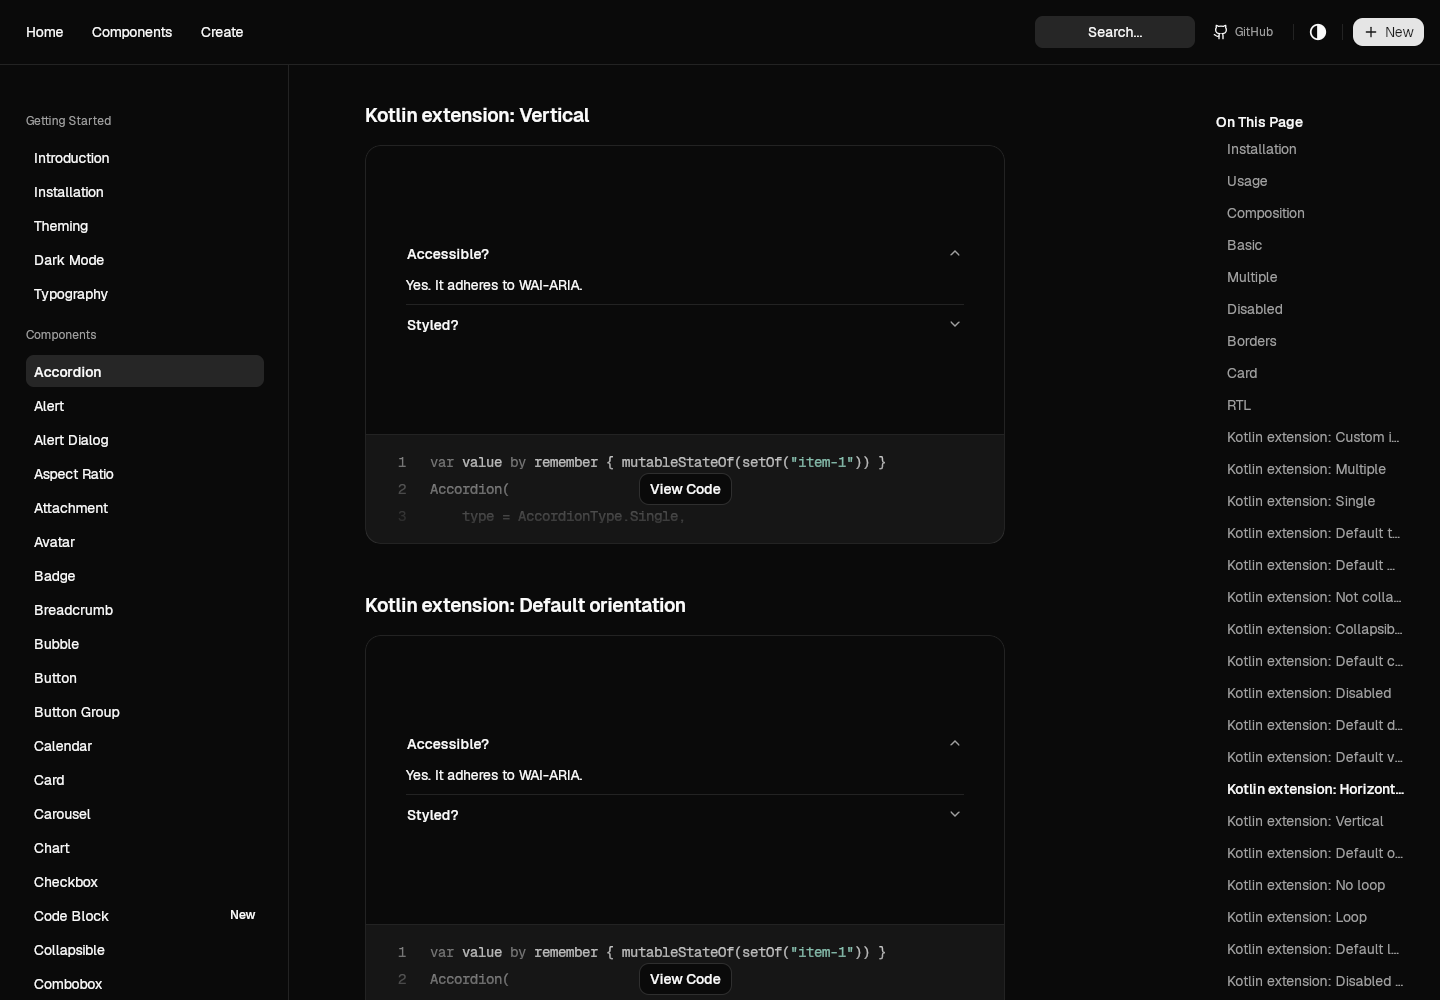 Home
Components
Create
Search...
GitHub
New
Getting Started
Introduction
Installation
Theming
Dark Mode
Typography
Components
Accordion
Alert
Alert Dialog
Aspect Ratio
Attachment
Avatar
Badge
Breadcrumb
Bubble
Button
Button Group
Calendar
Card
Carousel
Chart
Checkbox
Code Block New
Collapsible
Combobox
Kotlin extension: Vertical
Accessible?
Yes. It adheres to WAI-ARIA.
Styled?
1 var value by remember { mutableStateOf(setOf("item-1")) }
2 Accordion(
View Code
3 type = AccordionType.Single,
Kotlin extension: Default orientation
Accessible?
Yes. It adheres to WAI-ARIA.
Styled?
1 var value by remember { mutableStateOf(setOf("item-1")) }
2 Accordion(
View Code
On This Page
Installation
Usage
Composition
Basic
Multiple
Disabled
Borders
Card
RTL
Kotlin extension: Custom i...
Kotlin extension: Multiple
Kotlin extension: Single
Kotlin extension: Default t...
Kotlin extension: Default ...
Kotlin extension: Not colla...
Kotlin extension: Collapsib...
Kotlin extension: Default c...
Kotlin extension: Disabled
Kotlin extension: Default d...
Kotlin extension: Default v...
Kotlin extension: Horizont...
Kotlin extension: Vertical
Kotlin extension: Default o...
Kotlin extension: No loop
Kotlin extension: Loop
Kotlin extension: Default l...
Kotlin extension: Disabled ...